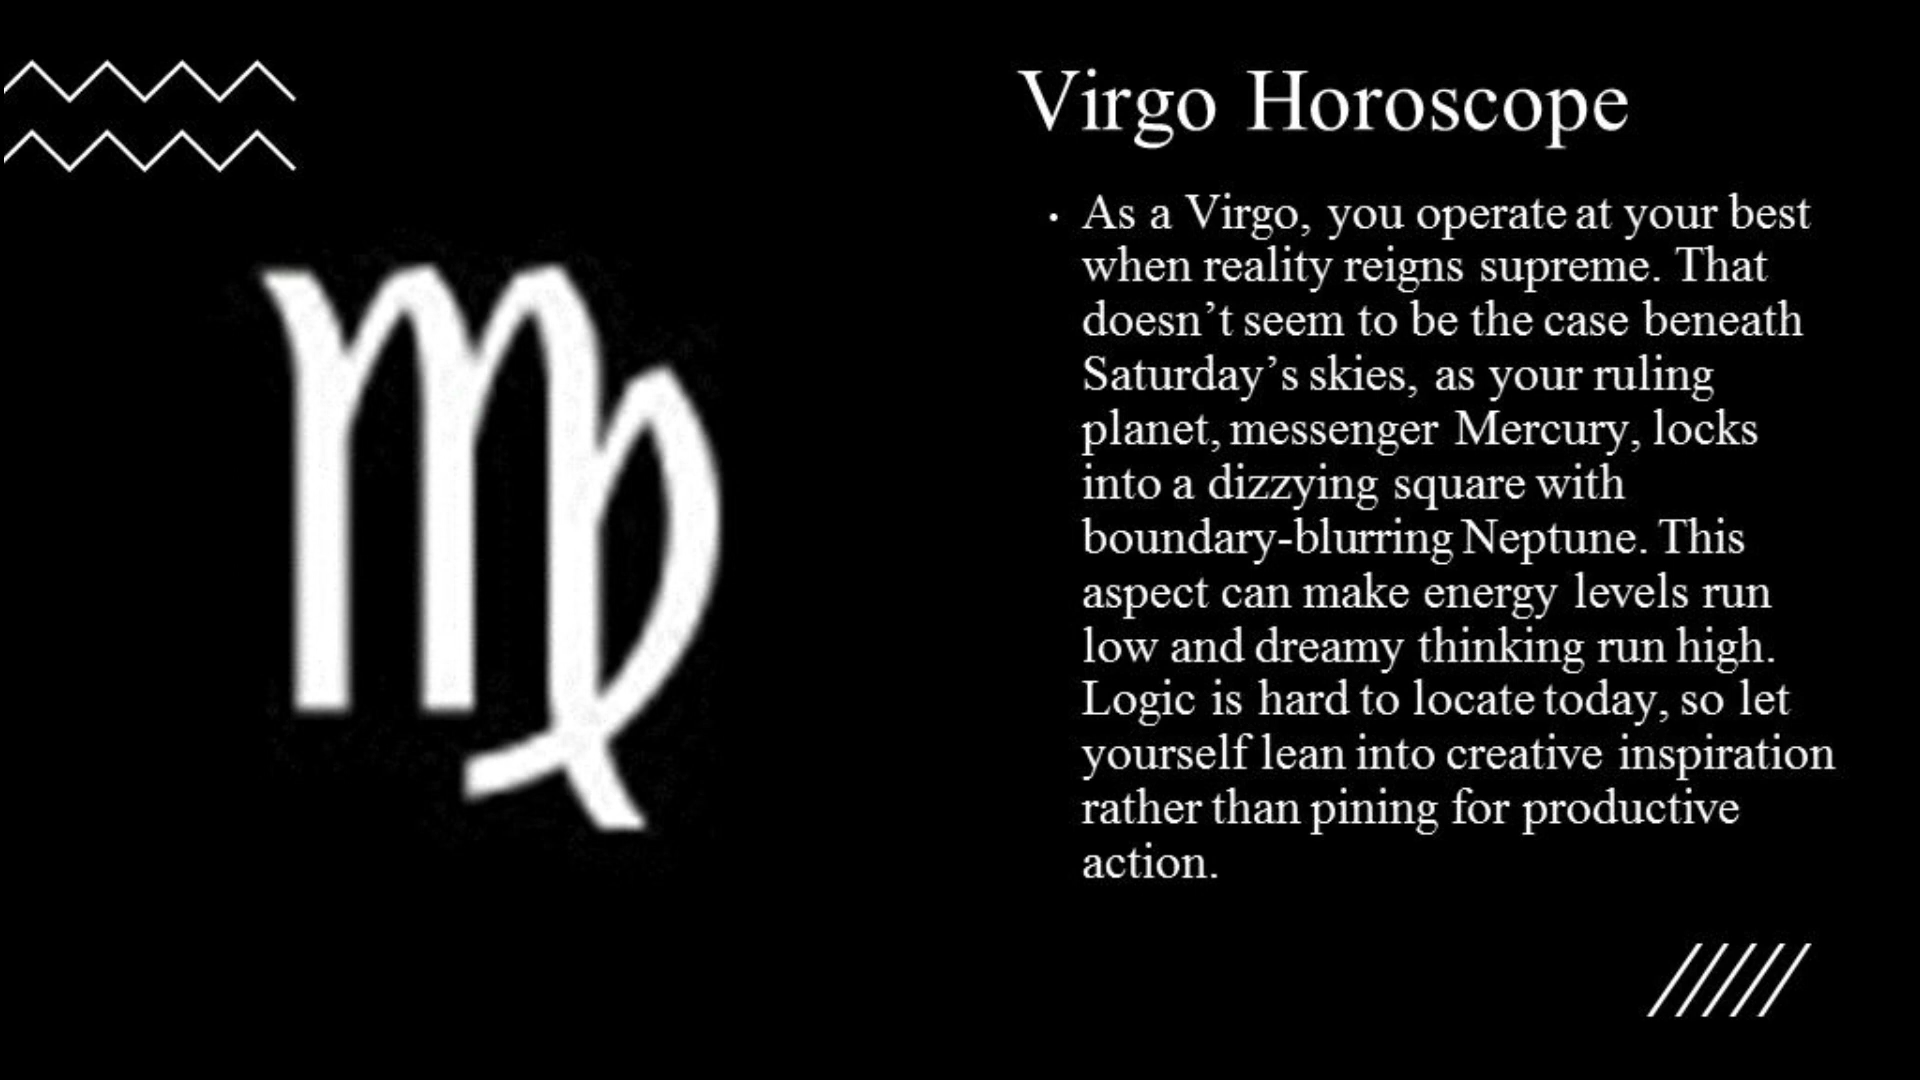 Virgo Horoscope
• As a Virgo, you operate at your best
when reality reigns supreme. That
doesn’t seem to be the case beneath
Saturday’s skies, as your ruling
planet, messenger Mercury, locks
into a dizzying square with
boundary-blurring Neptune. This
aspect can make energy levels run
low and dreamy thinking run high.
Logic is hard to locate today, so let
yourself lean into creative inspiration
rather than pining for productive
action.